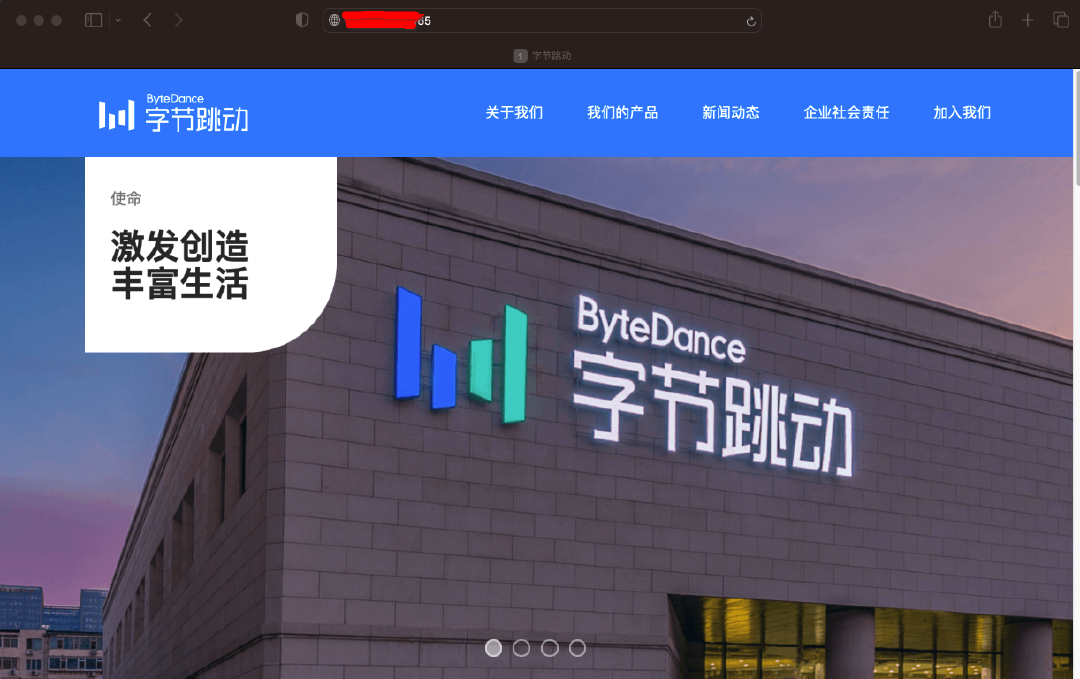 65
1 字节跳动
ByteDance
字节跳动
关于我们 我们的产品 新闻动态 企业社会责任 加入我们
使命
激发创造
丰富生活
ByteDance
字节跳动